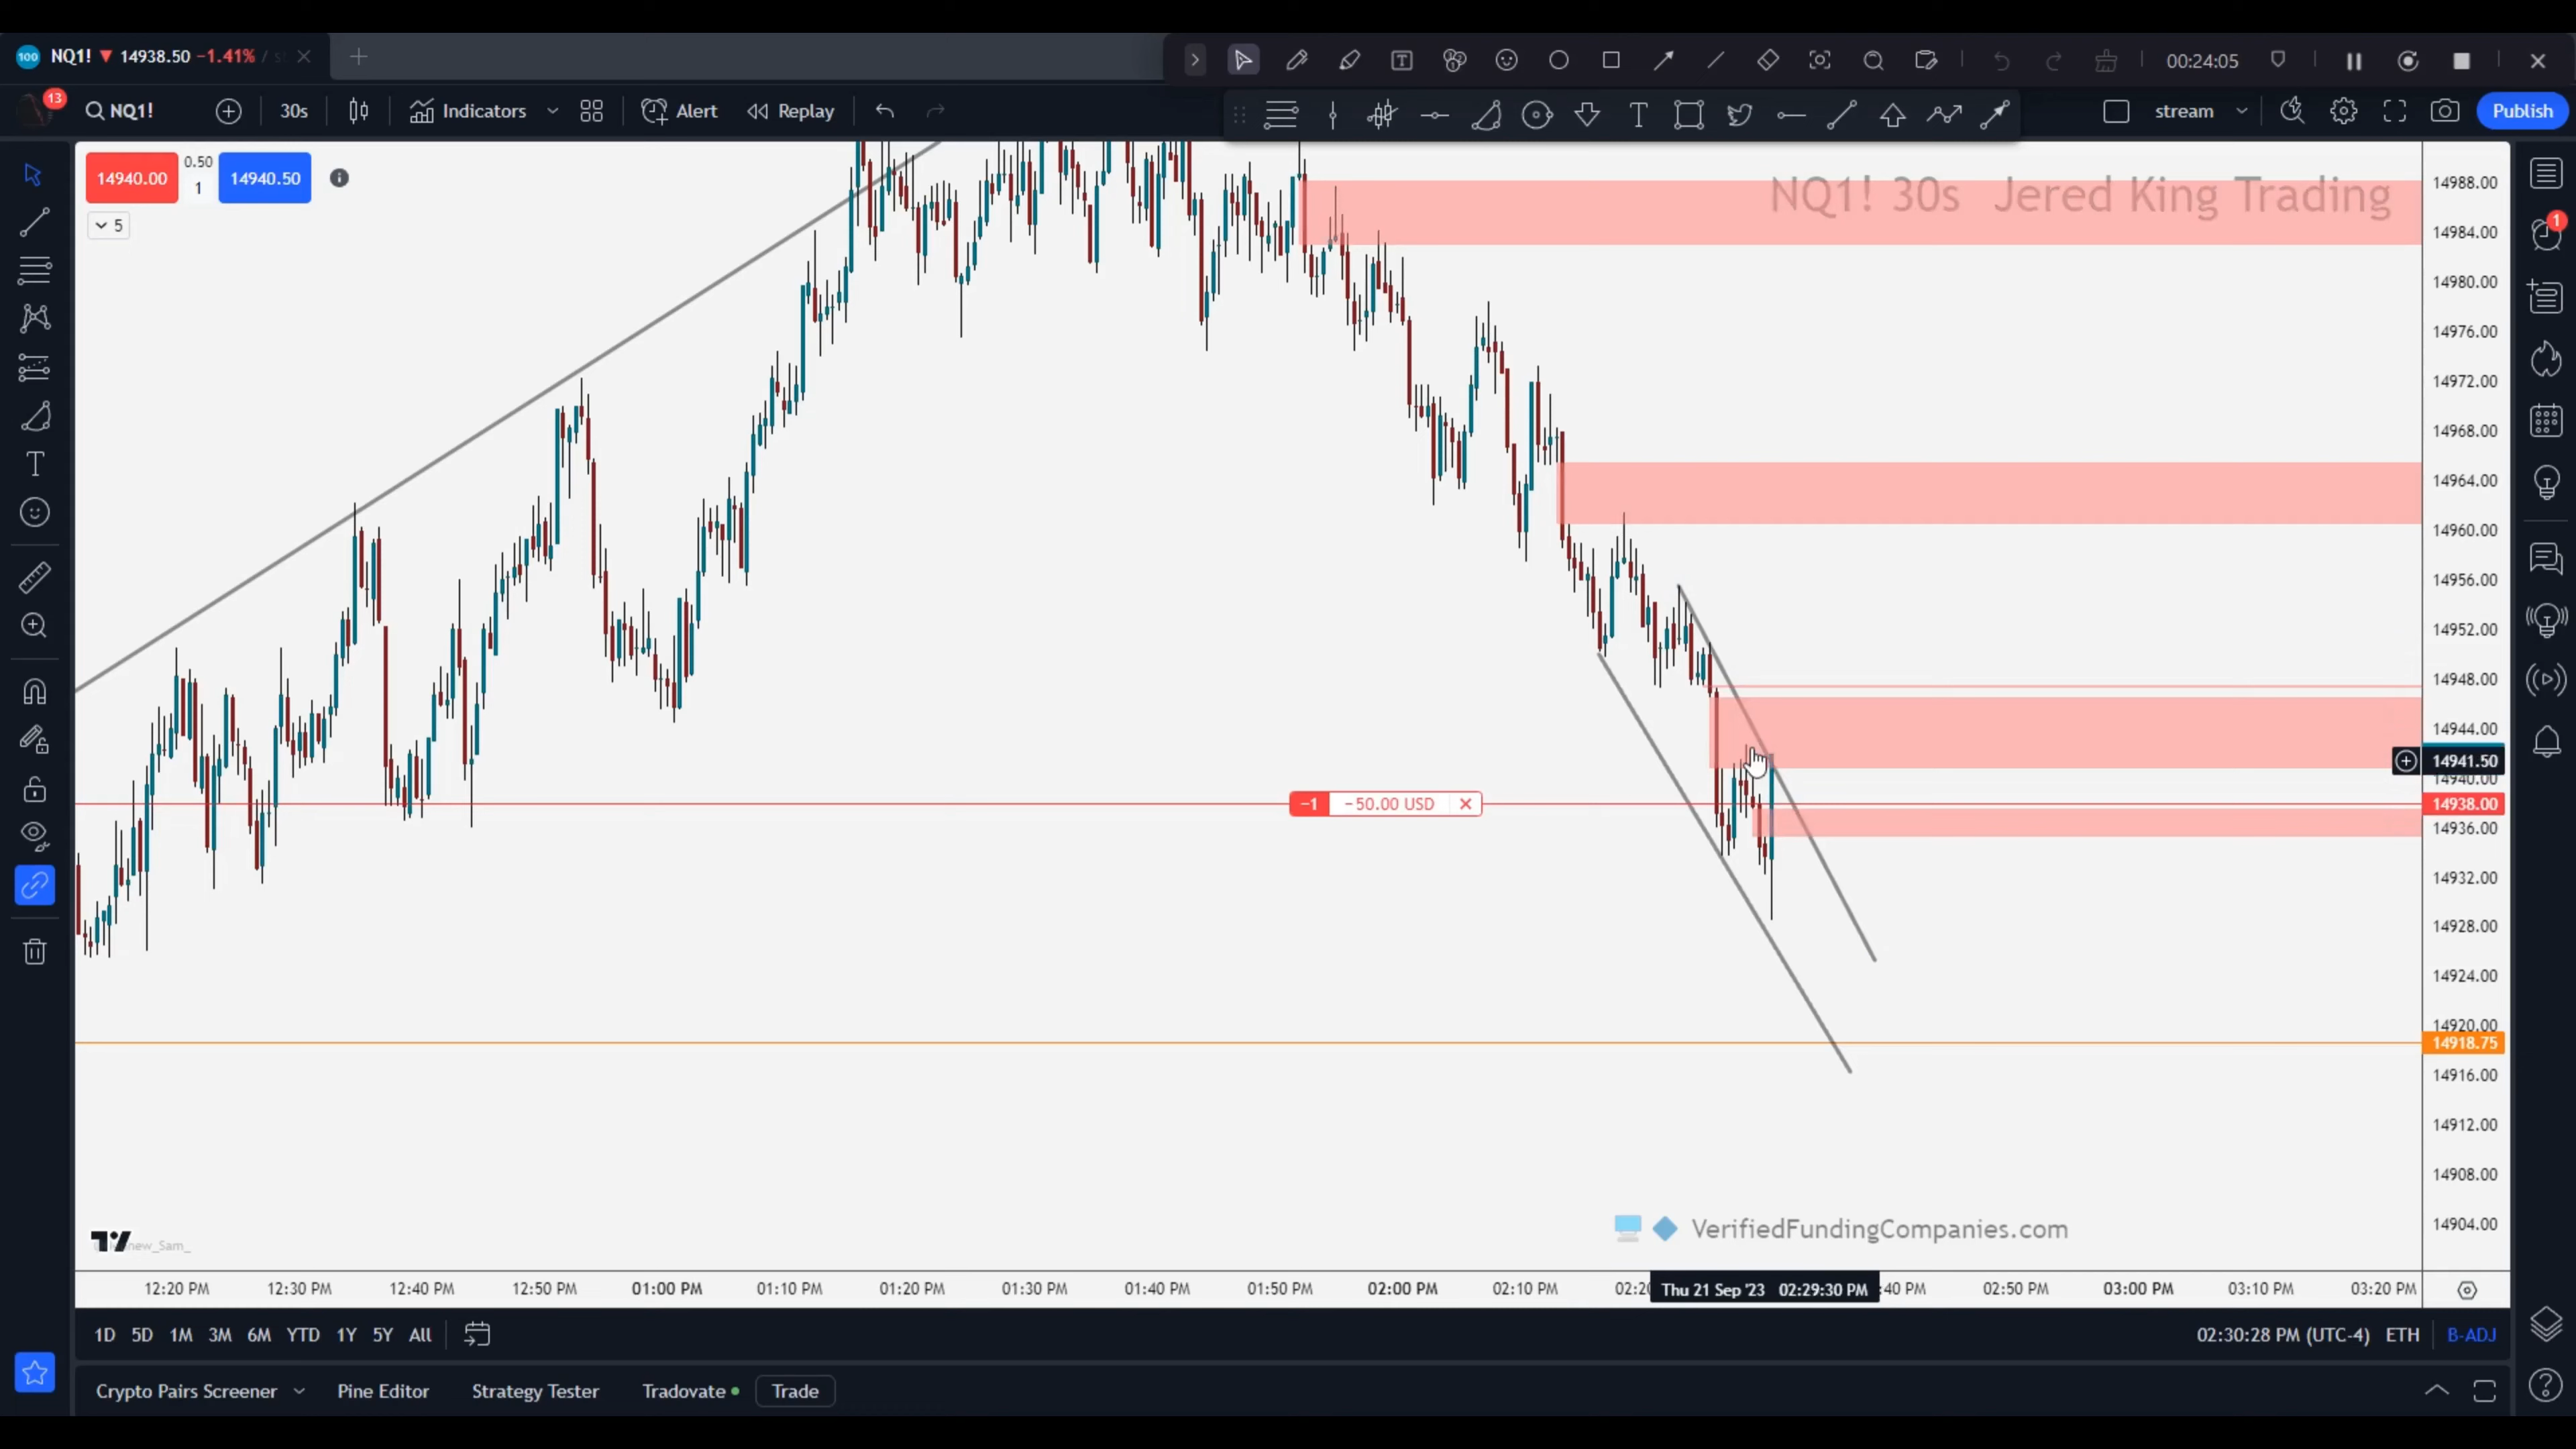 NQ1! ▼ 14938.50 −1.41% /
00:24:05
13
NQ1!
30s
Indicators
Alert
Replay
stream
Publish
14940.00
0.50
1
14940.50
5
NQ1! 30s Jered King Trading
14988.00
14984.00
14980.00
14976.00
14972.00
14968.00
14964.00
14960.00
14956.00
14952.00
14948.00
14944.00
14941.50
14940.00
−1 −50.00 USD
14938.00
14936.00
14932.00
14928.00
14924.00
14920.00
14918.75
14916.00
14912.00
14908.00
14904.00
VerifiedFundingCompanies.com
12:20 PM 12:30 PM 12:40 PM 12:50 PM 01:00 PM 01:10 PM 01:20 PM 01:30 PM 01:40 PM 01:50 PM 02:00 PM 02:10 PM 02:20 Thu 21 Sep '23 02:29:30 PM :40 PM 02:50 PM 03:00 PM 03:10 PM 03:20 PM
1D 5D 1M 3M 6M YTD 1Y 5Y All
02:30:28 PM (UTC-4) ETH B-ADJ
Crypto Pairs Screener Pine Editor Strategy Tester Tradovate Trade